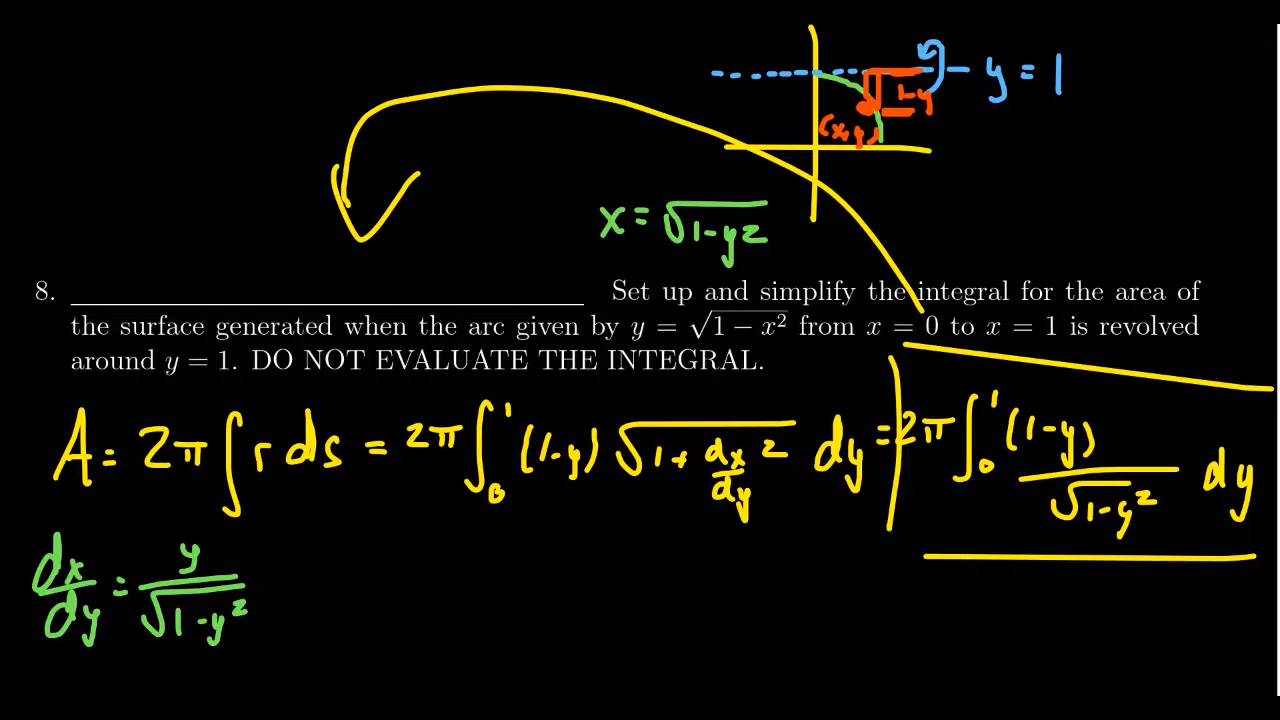 y = 1
1-y
(x,y)
x = √1-y2
8. ______________ Set up and simplify the integral for the area of
the surface generated when the arc given by y = √1 − x² from x = 0 to x = 1 is revolved
around y = 1. DO NOT EVALUATE THE INTEGRAL.
A = 2π ∫ r ds = 2π ∫₀¹ (1-y) √1 + dx/dy ² dy = 2π ∫₀¹ (1-y)/√1-y² dy
dx/dy = y/√1-y²